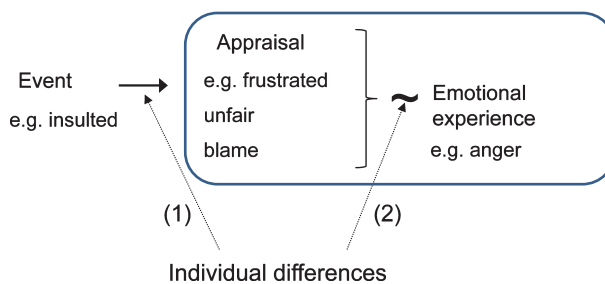 Appraisal
Event
e.g. insulted
e.g. frustrated
unfair
blame
~
Emotional
experience
e.g. anger
(1)
(2)
Individual differences